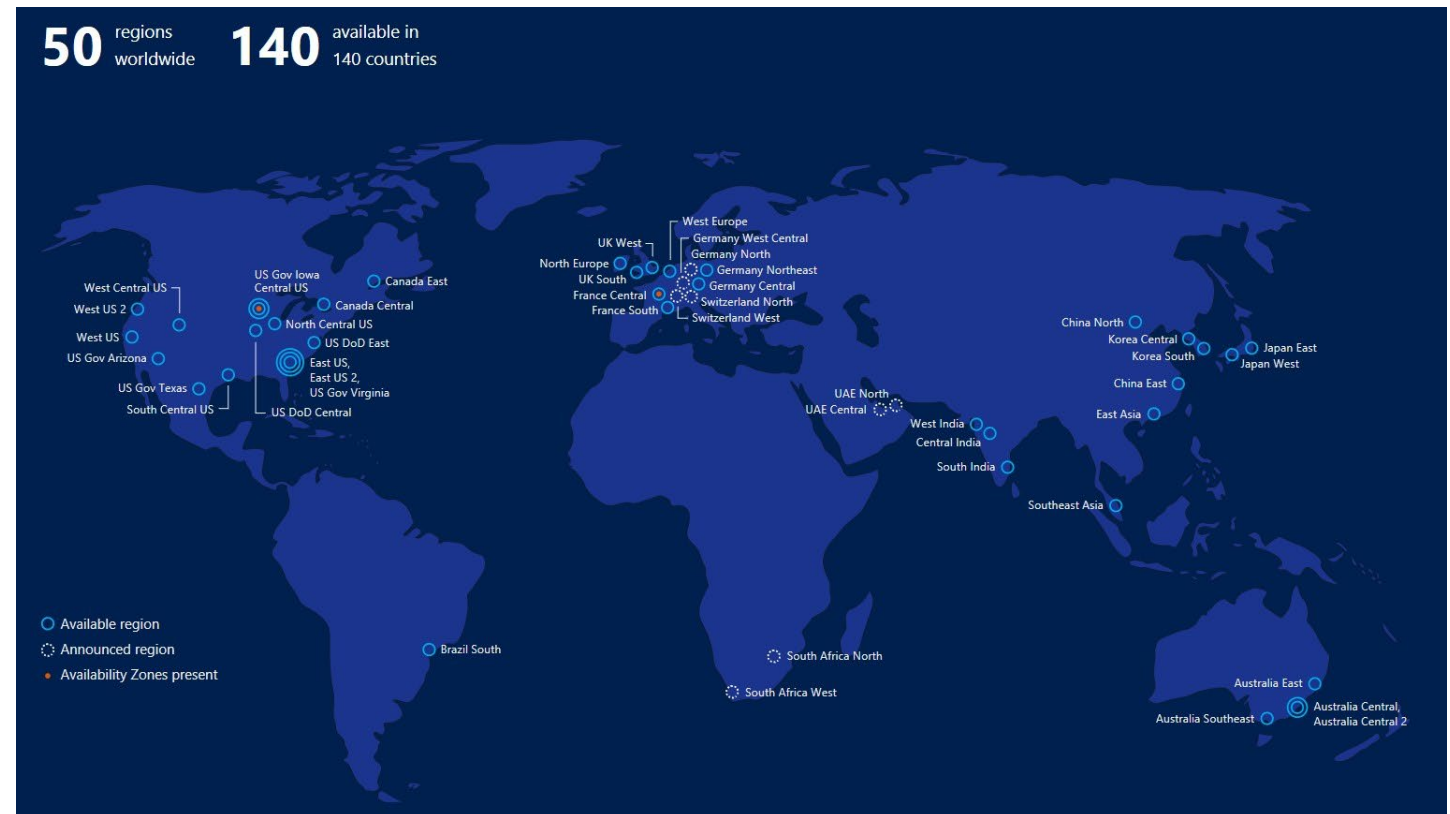 50 regions worldwide
140 available in 140 countries
West Europe
UK West
Germany West Central
Germany North
North Europe
Germany Northeast
UK South
Germany Central
France Central
Switzerland North
France South
Switzerland West
US Gov Iowa
Central US
Canada East
West Central US
Canada Central
West US 2
North Central US
West US
US DoD East
US Gov Arizona
East US,
East US 2,
US Gov Virginia
US Gov Texas
South Central US
US DoD Central
China North
Korea Central
Korea South
Japan East
Japan West
China East
East Asia
UAE North
UAE Central
West India
Central India
South India
Southeast Asia
Available region
Announced region
Availability Zones present
Brazil South
South Africa North
South Africa West
Australia East
Australia Central,
Australia Central 2
Australia Southeast